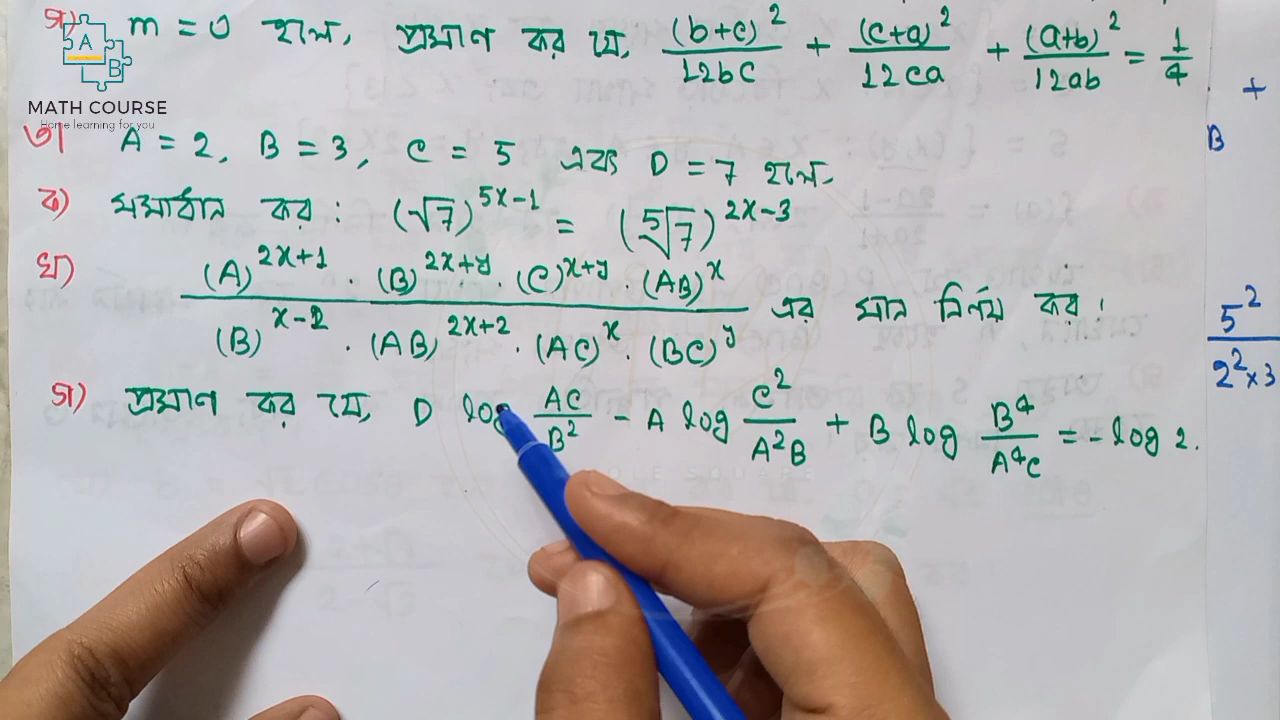 গ) m = 0 হলে, প্রমাণ কর যে, (b+c)²/12bc + (c+a)²/12ca + (a+b)²/12ab = 1/4
A B
MATH COURSE
Home learning for you
৩। A = 2, B = 3, C = 5 এবং D = 7 হলে,
ক) সমাধান কর : (√7)^(5x-1) = (⁵√7)^(2x-3)
খ) (A)^(2x+1) · (B)^(2x+y) · (C)^(x+y) · (AB)^x / (B)^(x-2) · (AB)^(2x+2) · (AC)^x · (BC)^y এর মান নির্ণয় কর।
গ) প্রমাণ কর যে, D log AC/B² - A log C²/A²B + B log B⁴/A⁴C = - log 2.
+
B
5²/2²×3